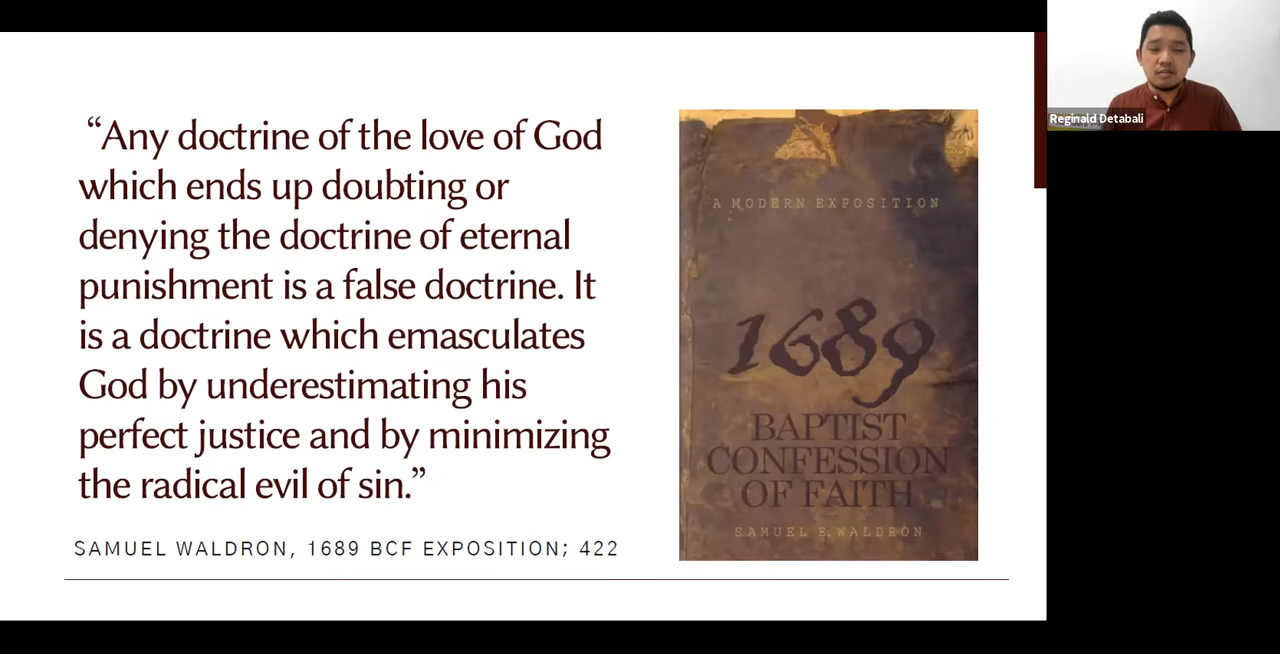 “Any doctrine of the love of God
which ends up doubting or
denying the doctrine of eternal
punishment is a false doctrine. It
is a doctrine which emasculates
God by underestimating his
perfect justice and by minimizing
the radical evil of sin.”
SAMUEL WALDRON, 1689 BCF EXPOSITION; 422
A MODERN EXPOSITION
1689
BAPTIST
CONFESSION
OF FAITH
SAMUEL E. WALDRON
Reginald Detabali